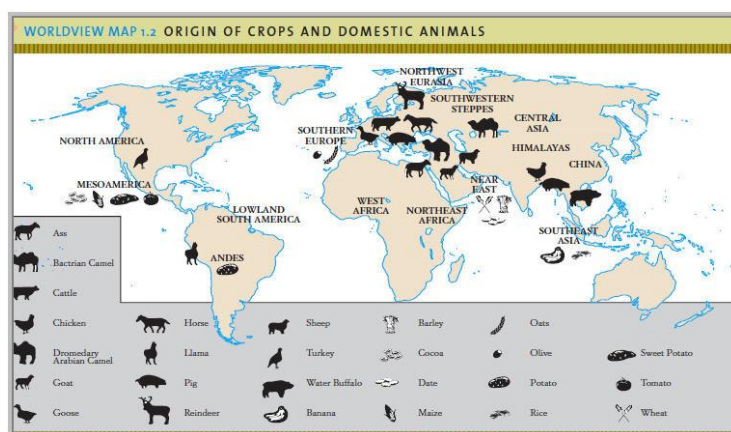 WORLDVIEW MAP 1.2 ORIGIN OF CROPS AND DOMESTIC ANIMALS
NORTHWEST
EURASIA
SOUTHWESTERN
STEPPES
CENTRAL
ASIA
SOUTHERN
EUROPE
NORTH AMERICA
HIMALAYAS
CHINA
MESOAMERICA
NEAR
EAST
LOWLAND
SOUTH AMERICA
WEST
AFRICA
NORTHEAST
AFRICA
SOUTHEAST
ASIA
ANDES
Ass
Bactrian Camel
Cattle
Chicken
Dromedary
Arabian Camel
Goat
Goose
Horse
Llama
Pig
Reindeer
Sheep
Turkey
Water Buffalo
Banana
Barley
Cocoa
Date
Maize
Oats
Olive
Potato
Rice
Sweet Potato
Tomato
Wheat